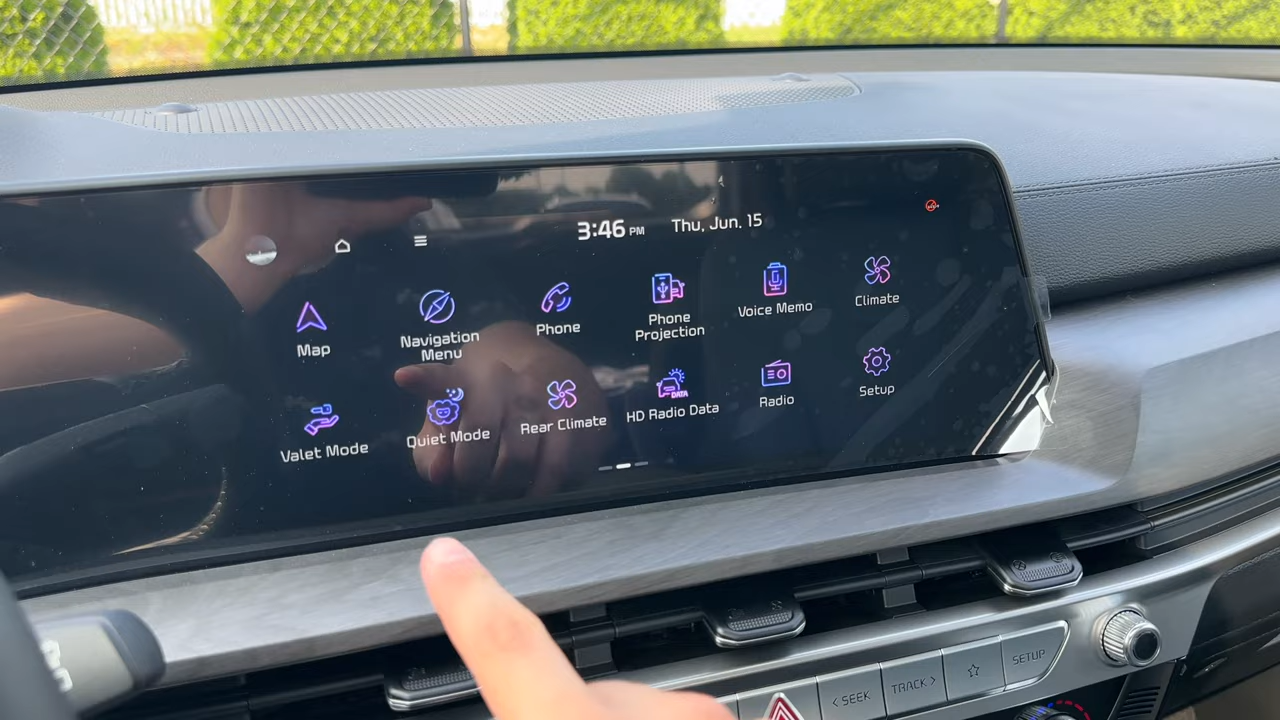 3:46 PM Thu, Jun. 15
Map
Navigation
Menu
Phone
Phone
Projection
Voice Memo
Climate
Valet Mode
Quiet Mode
Rear Climate
DATA
HD Radio Data
Radio
Setup
< SEEK
TRACK >
SETUP